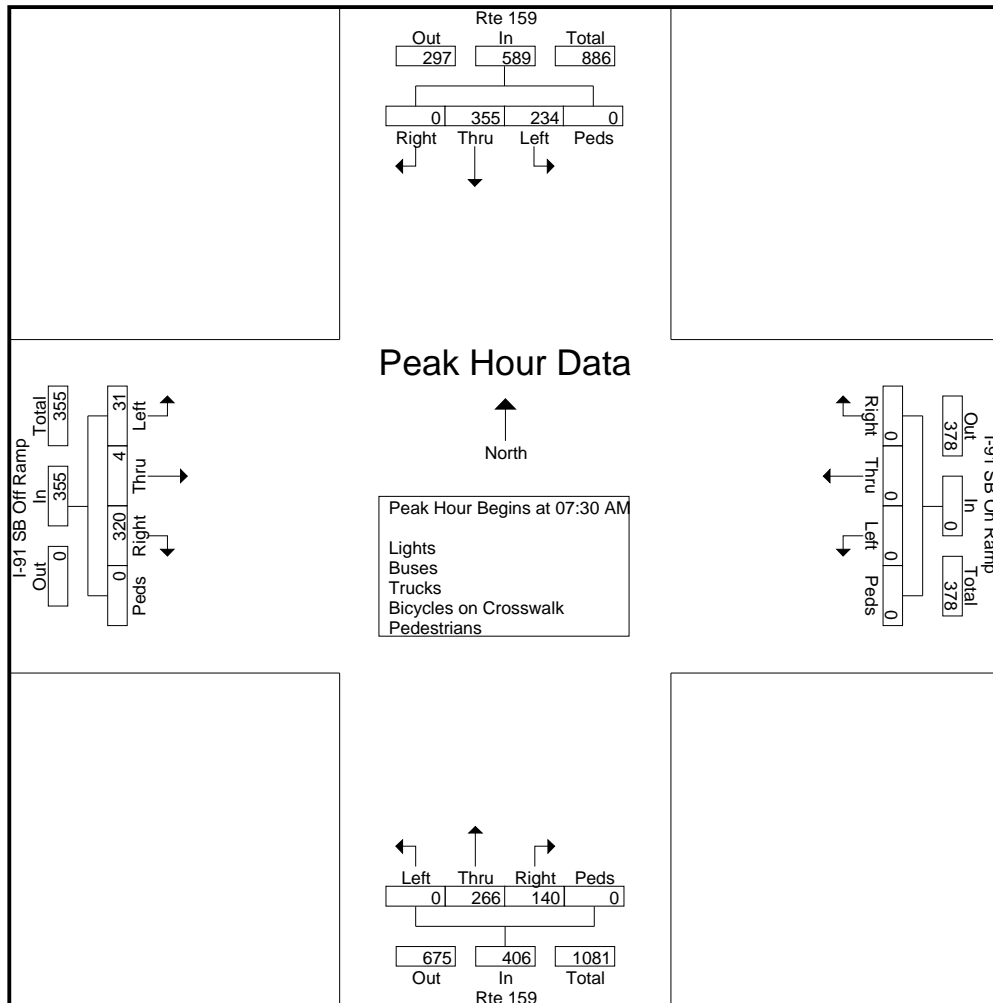 Rte 159
Out In Total
297 589 886
0 355 234 0
Right Thru Left Peds
Peak Hour Data
North
Peak Hour Begins at 07:30 AM
Lights
Buses
Trucks
Bicycles on Crosswalk
Pedestrians
I-91 SB Off Ramp
Out In Total
0 355 355
31 4 320 0
Left Thru Right Peds
I-91 SB On Ramp
Out In Total
378 0 378
0 0 0 0
Right Thru Left Peds
Left Thru Right Peds
0 266 140 0
675 406 1081
Out In Total
Rte 159